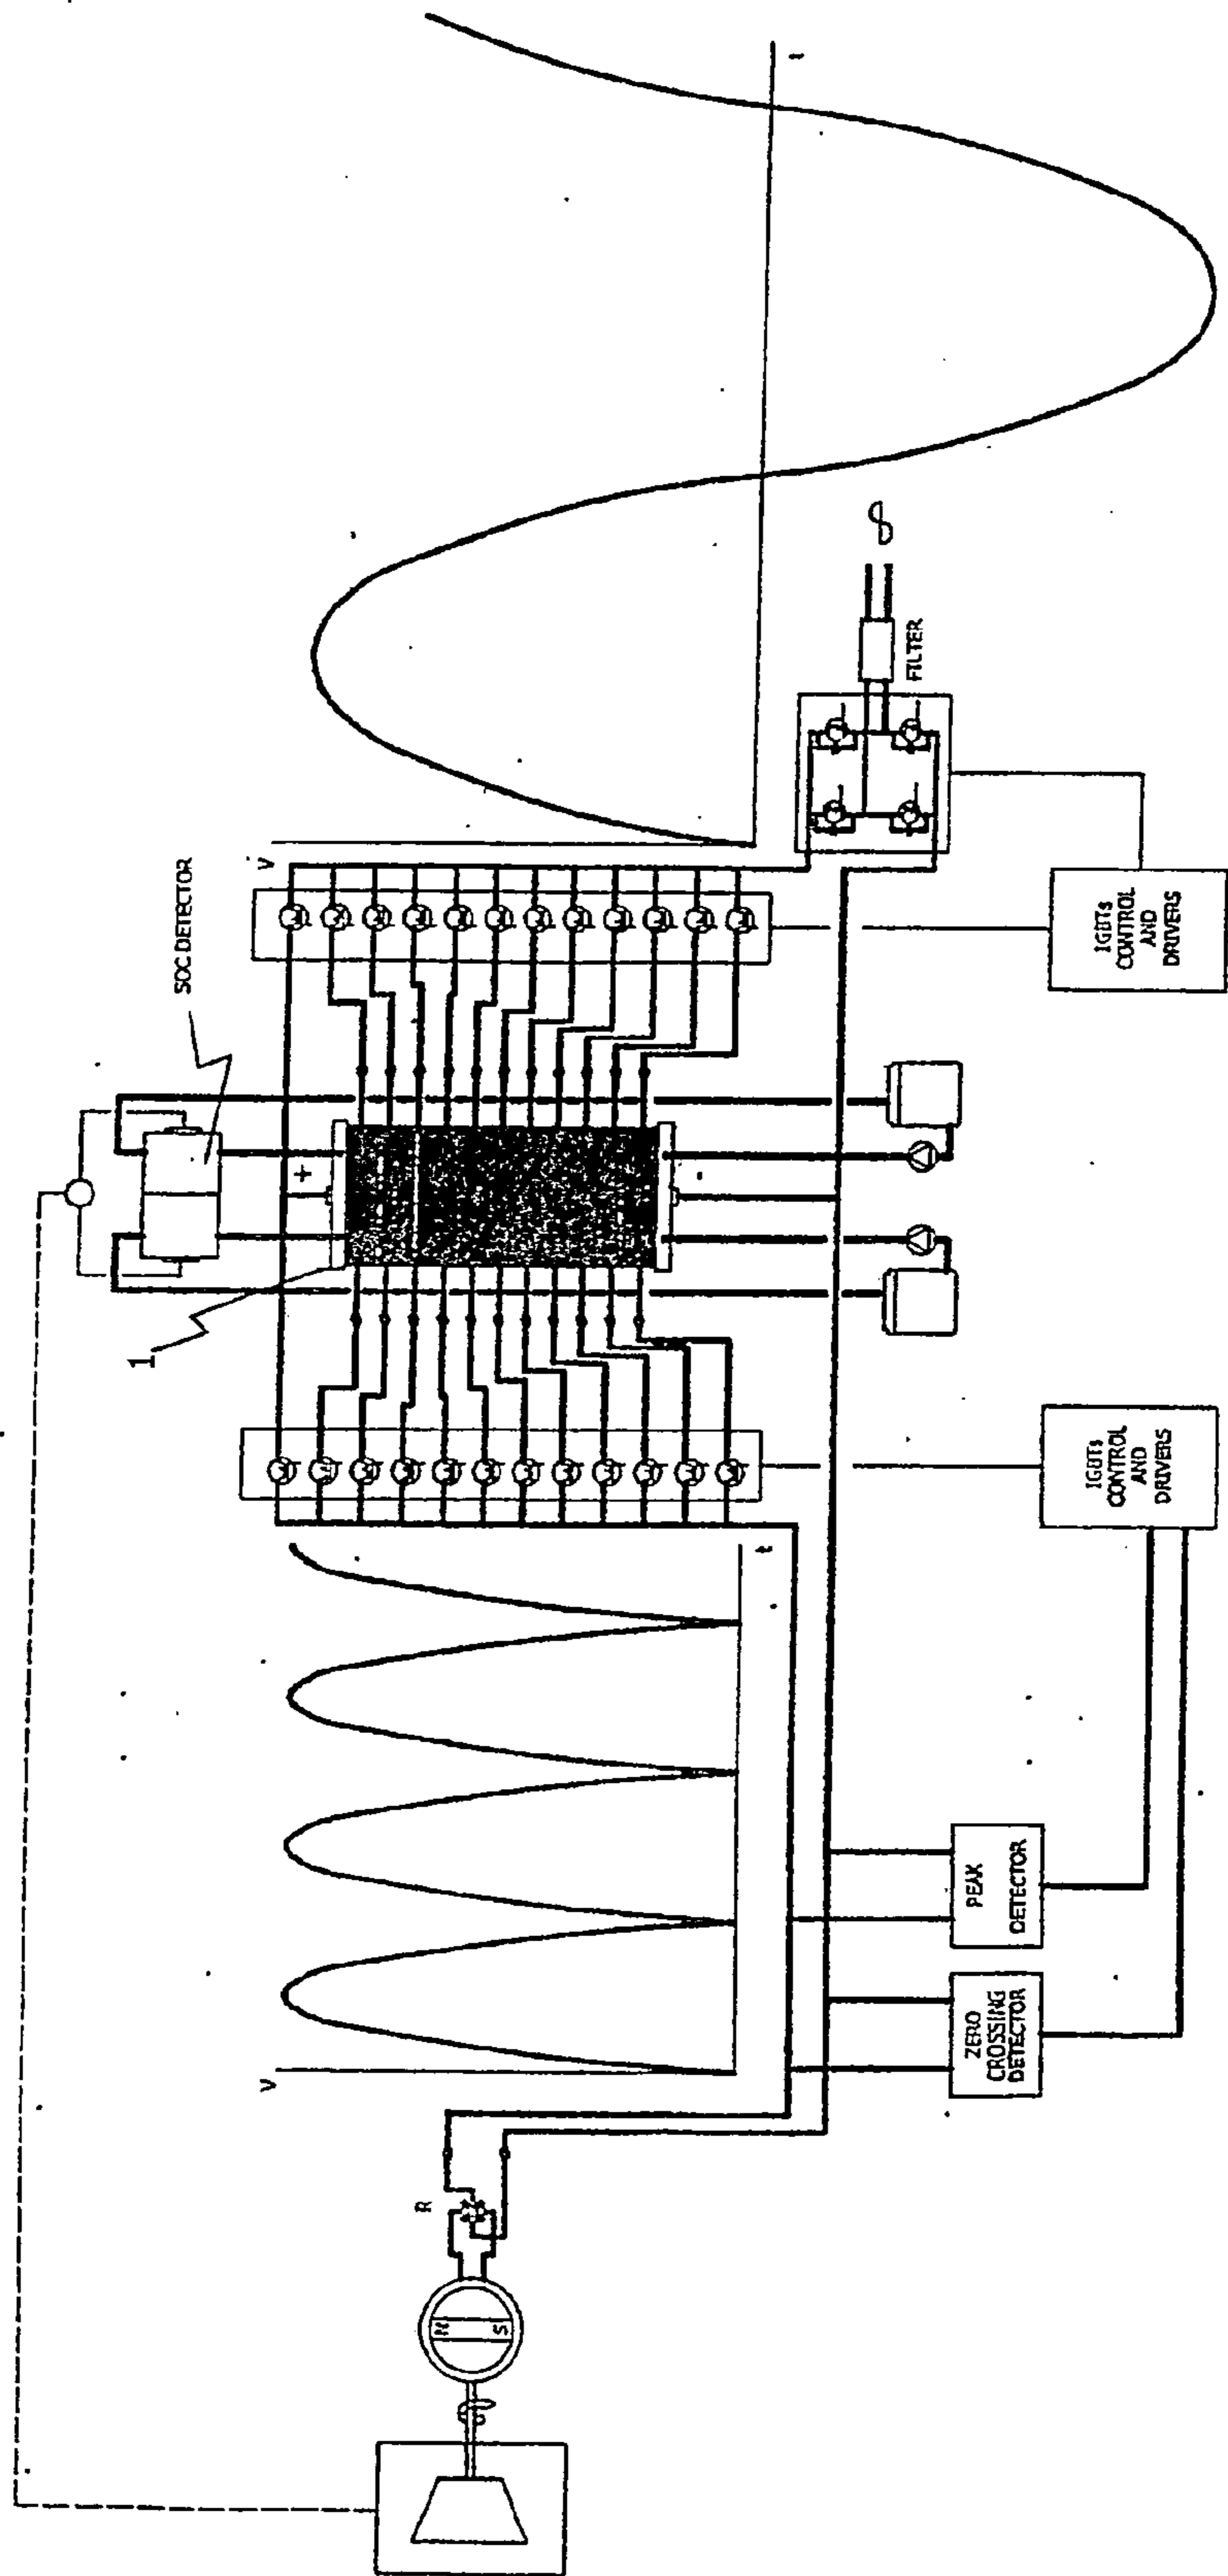 SOC DETECTOR
1
+
-
V
t
V
t
R
N
S
FILTER
IGBTs
CONTROL
AND
DRIVERS
IGBTs
CONTROL
AND
DRIVERS
PEAK
DETECTOR
ZERO
CROSSING
DETECTOR